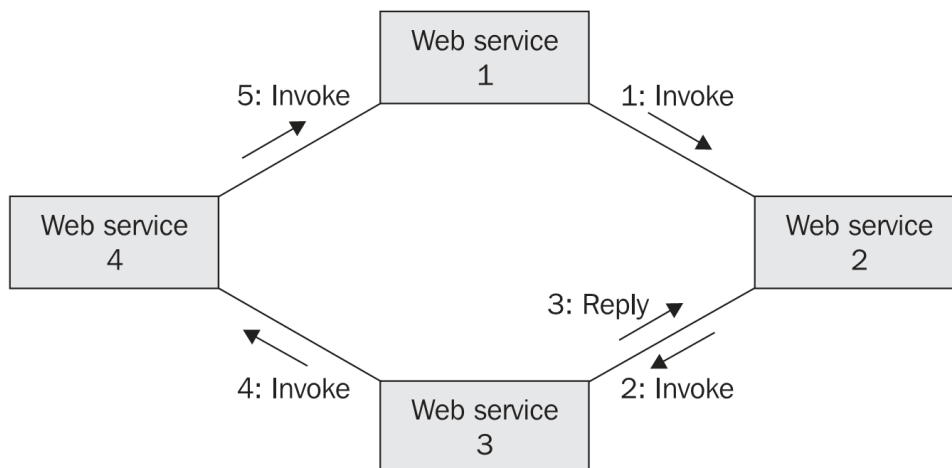 Web service
1
5: Invoke
1: Invoke
Web service
4
Web service
2
3: Reply
4: Invoke
2: Invoke
Web service
3